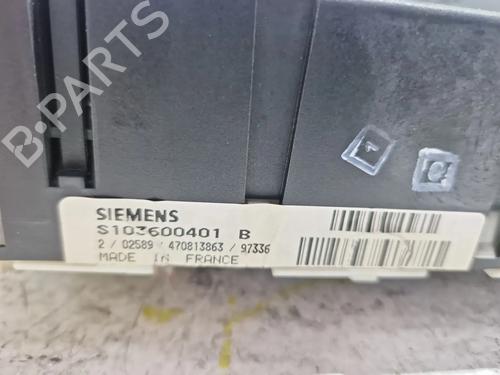 B-PARTS
T
C
SIEMENS
S103600401 B
2 / 02589 / 470813863 / 97336
MADE IN FRANCE